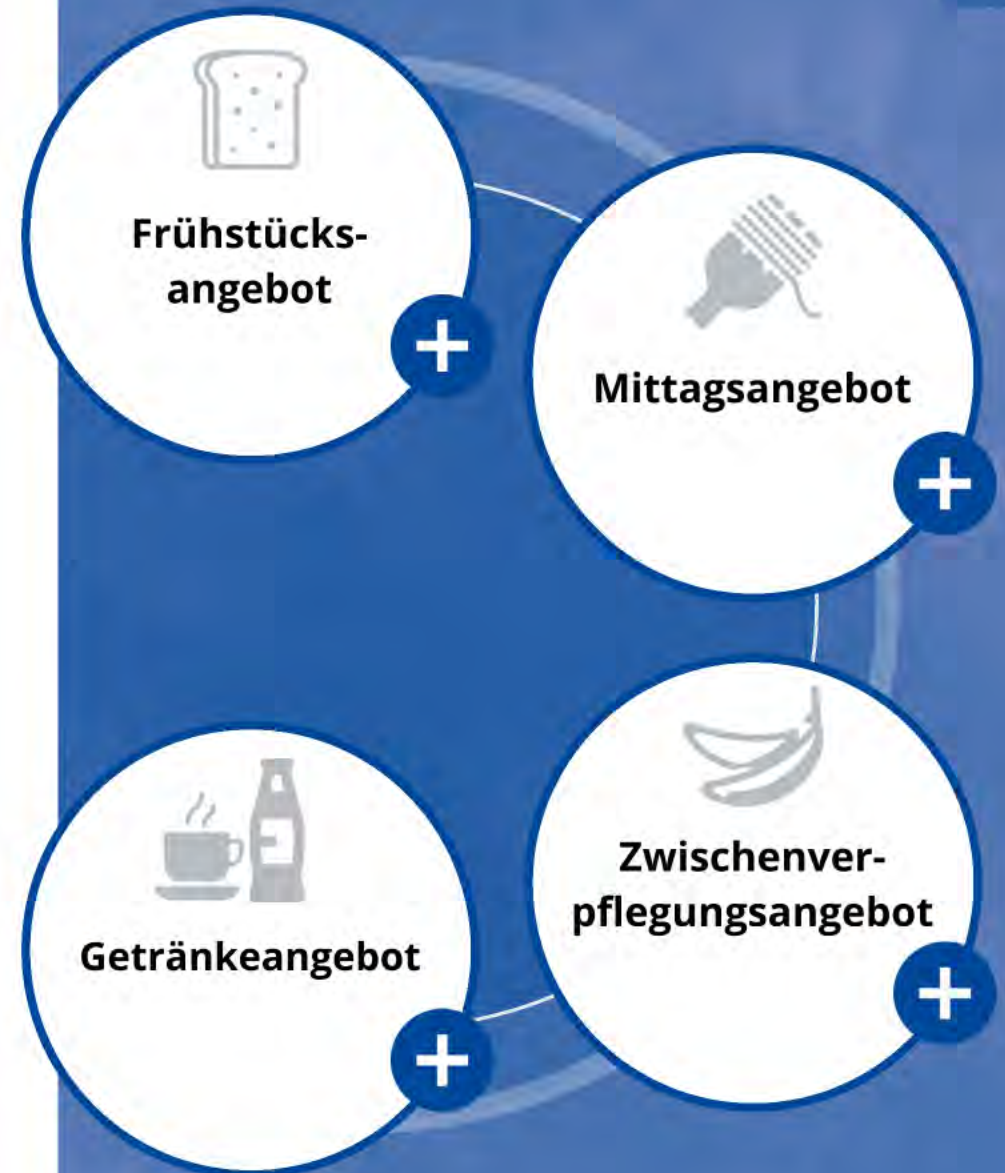 Frühstücks-
angebot
Mittagsangebot
Zwischenver-
pflegungsangebot
Getränkeangebot